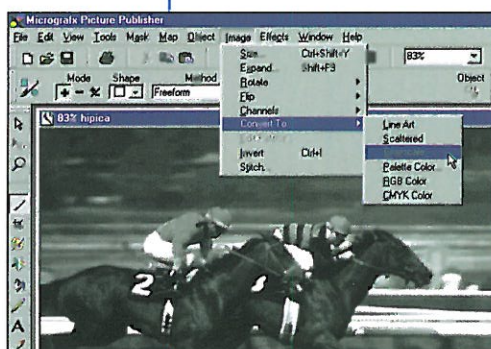 Micrografx Picture Publisher
File Edit View Tools Mask Map Object Image Effects Window Help
Size... Ctrl+Shift+Y
83%
Expand... Shift+F9
Mode Shape Method
Rotate
Object
Freeform
Flip
Channels
83% hipica
Convert To
Line Art
Scattered
Invert Ctrl+I
Palette Color...
Stitch...
RGB Color
CMYK Color
2